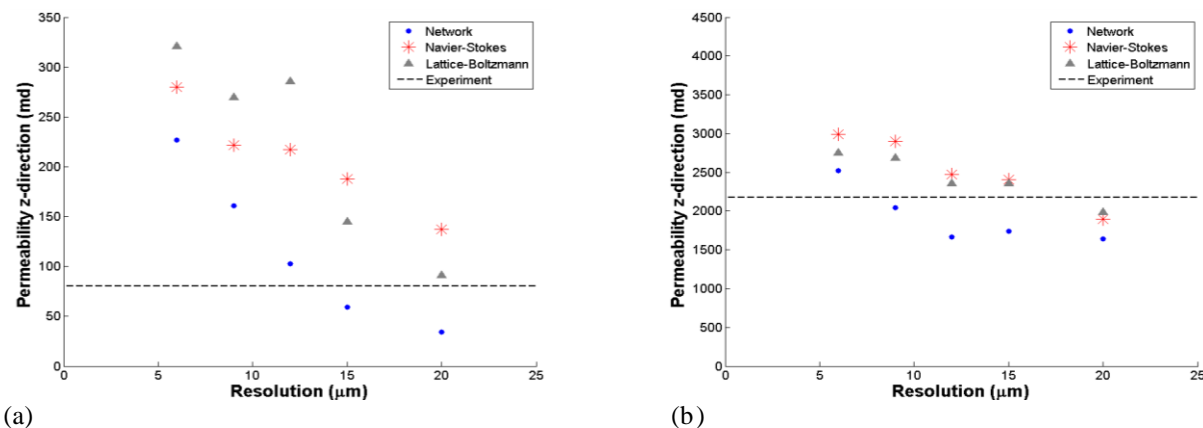 350
300
250
200
150
100
50
0
Permeability z-direction (md)
Network
Navier-Stokes
Lattice-Boltzmann
Experiment
0 5 10 15 20 25
Resolution (μm)
(a)
4500
4000
3500
3000
2500
2000
1500
1000
500
0
Permeability z-direction (md)
Network
Navier-Stokes
Lattice-Boltzmann
Experiment
0 5 10 15 20 25
Resolution (μm)
(b)